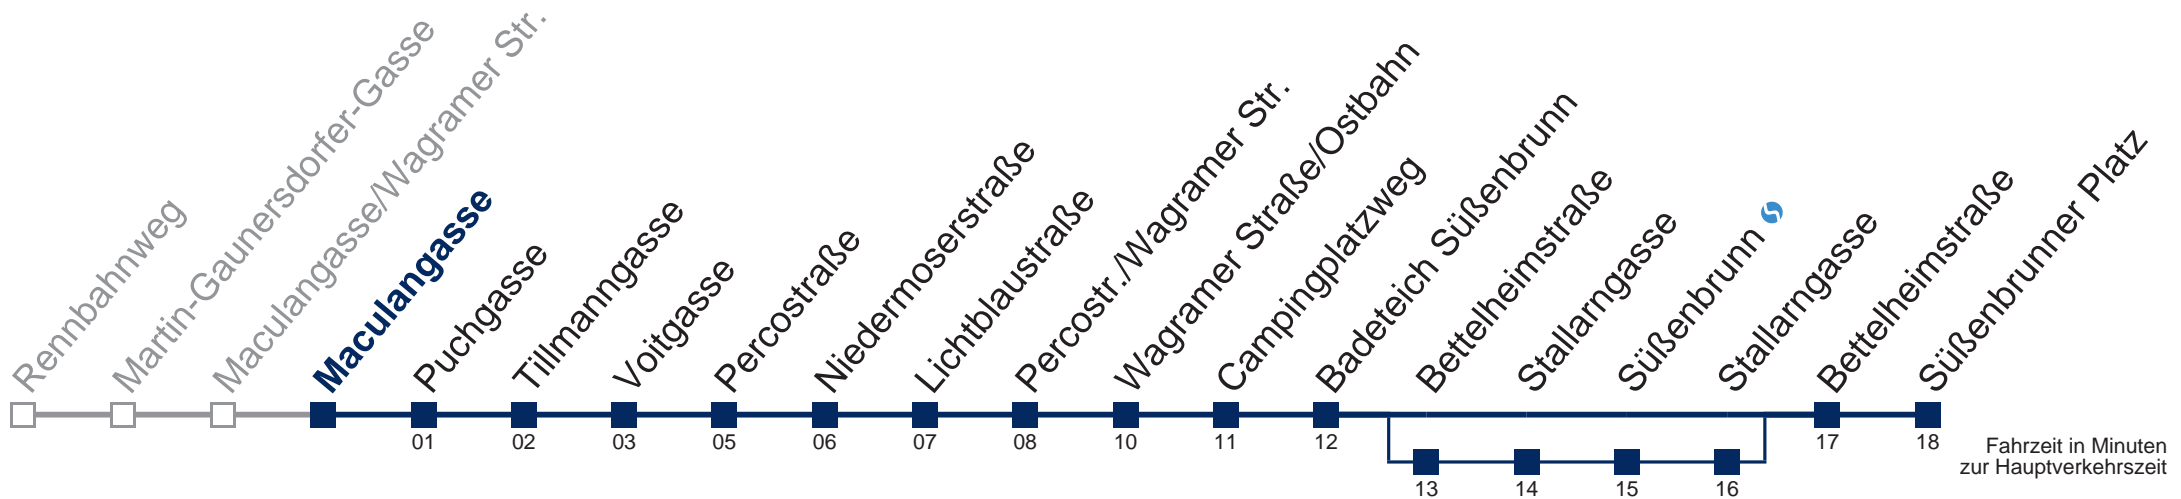 Rennbahnweg
Martin-Gaunersdorfer-Gasse
Maculangasse/Wagramer Str.
Maculangasse
Puchgasse
Tillmanngasse
Voitgasse
Percostraße
Niedermoserstraße
Lichtblaustraße
Percostr./Wagramer Str.
Wagramer Straße/Ostbahn
Campingplatzweg
Badeteich Süßenbrunn
Bettelheimstraße
Stallarngasse
Süßenbrunn
Stallarngasse
Bettelheimstraße
Süßenbrunner Platz
01 02 03 05 06 07 08 10 11 12 17 18
13 14 15 16
Fahrzeit in Minuten
zur Hauptverkehrszeit